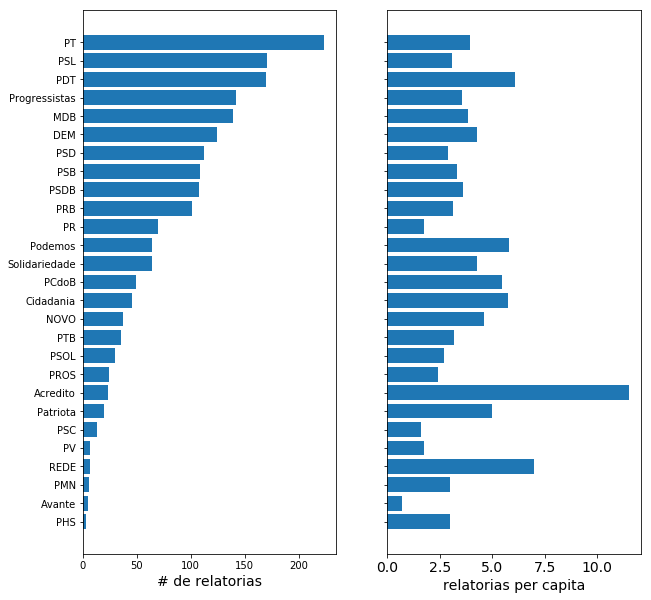 PT
PSL
PDT
Progressistas
MDB
DEM
PSD
PSB
PSDB
PRB
PR
Podemos
Solidariedade
PCdoB
Cidadania
NOVO
PTB
PSOL
PROS
Acredito
Patriota
PSC
PV
REDE
PMN
Avante
PHS
0 50 100 150 200
# de relatorias
0.0 2.5 5.0 7.5 10.0
relatorias per capita